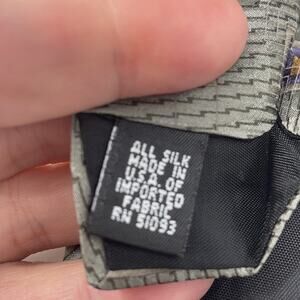 ALL SILK
MADE IN
U.S.A. OF
IMPORTED
FABRIC
RN 51093